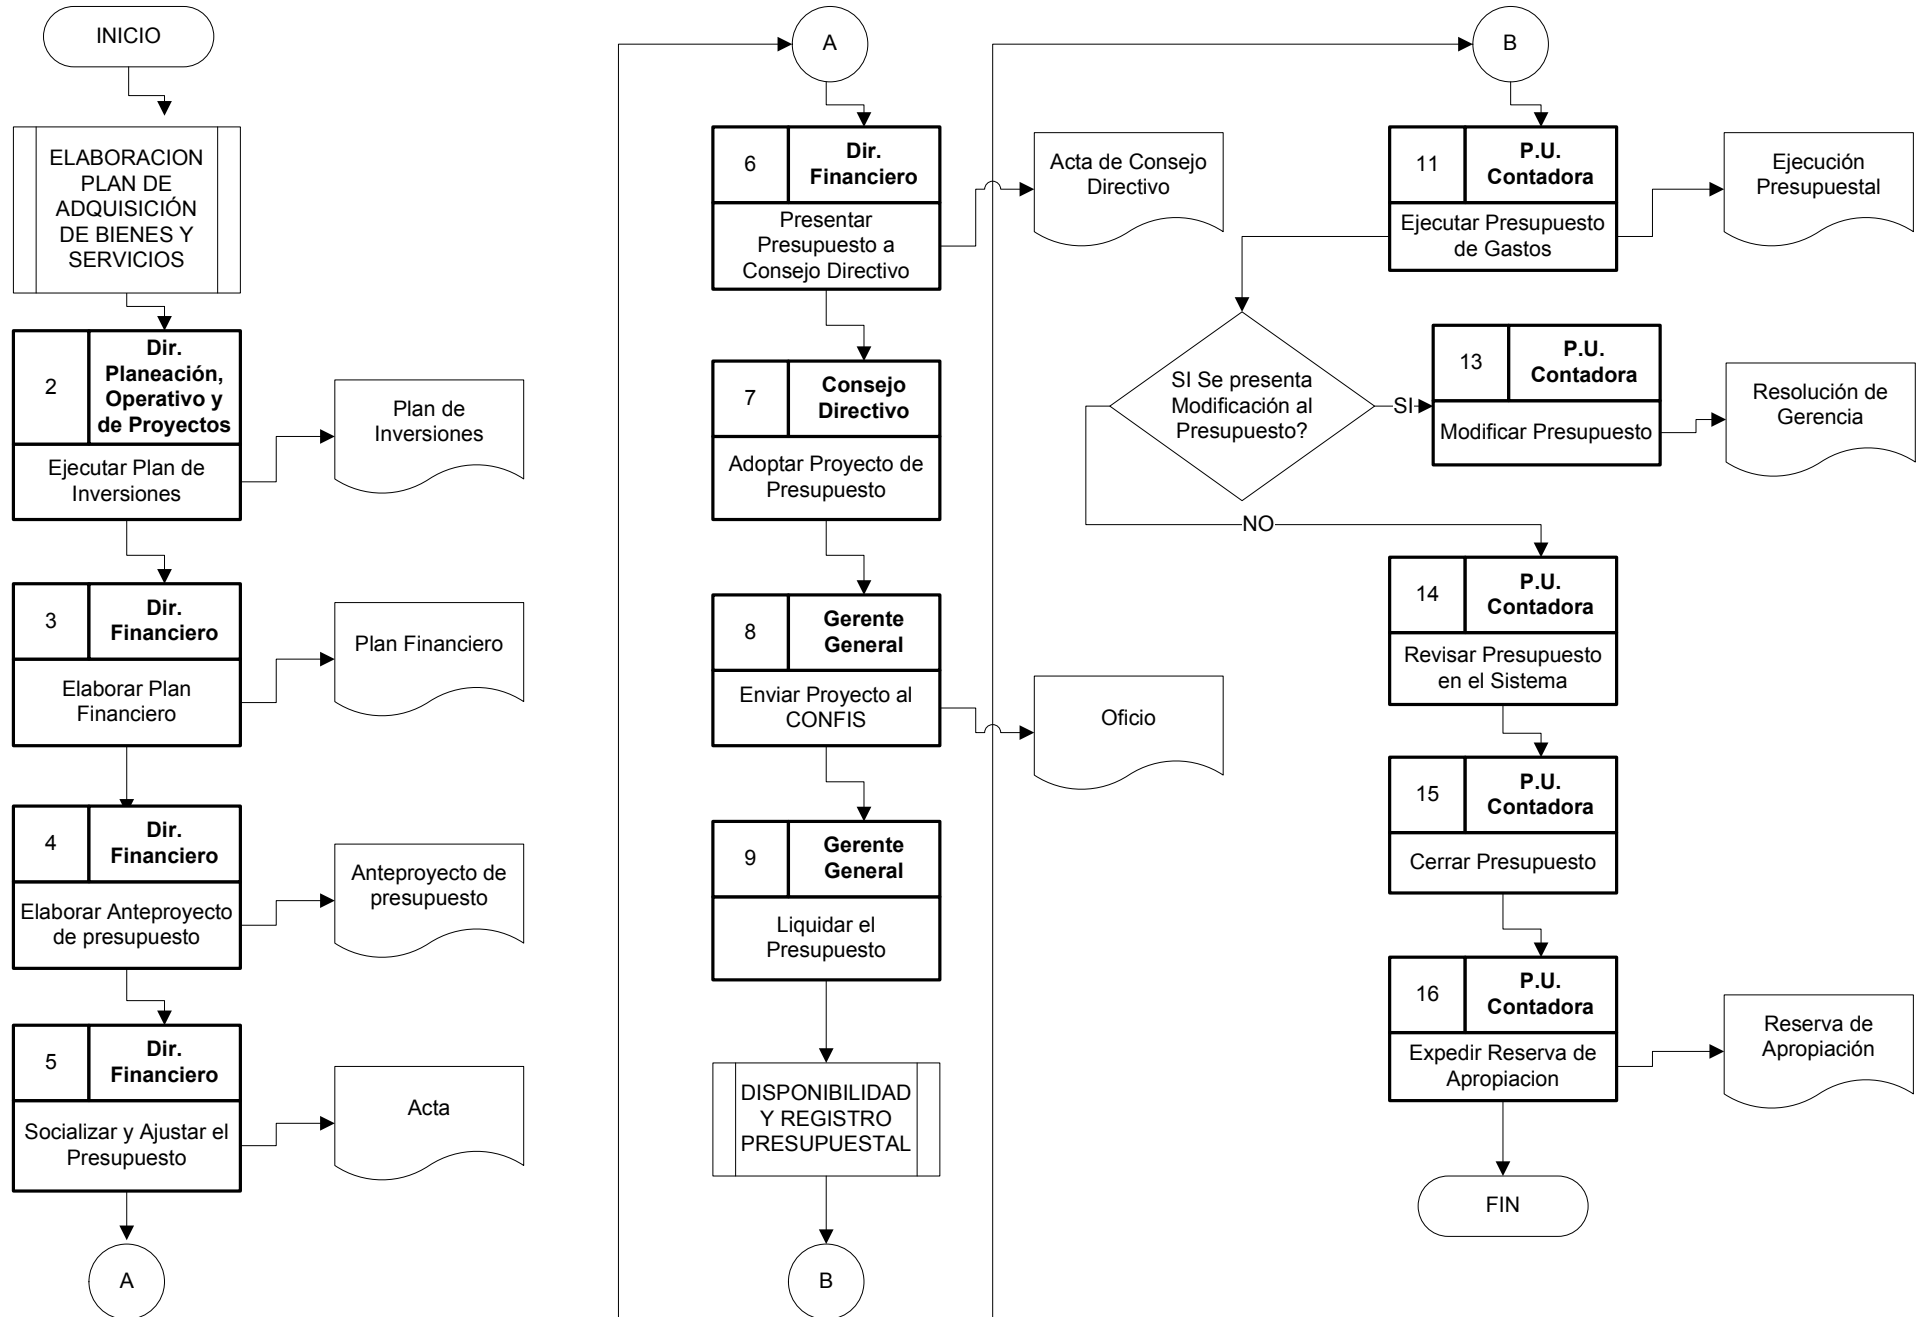 INICIO
ELABORACION
PLAN DE
ADQUISICIÓN
DE BIENES Y
SERVICIOS
2
Dir.
Planeación,
Operativo y
de Proyectos
Ejecutar Plan de
Inversiones
Plan de
Inversiones
3
Dir.
Financiero
Elaborar Plan
Financiero
Plan Financiero
4
Dir.
Financiero
Elaborar Anteproyecto
de presupuesto
Anteproyecto de
presupuesto
5
Dir.
Financiero
Socializar y Ajustar el
Presupuesto
Acta
A
A
6
Dir.
Financiero
Presentar
Presupuesto a
Consejo Directivo
Acta de Consejo
Directivo
7
Consejo
Directivo
Adoptar Proyecto de
Presupuesto
8
Gerente
General
Enviar Proyecto al
CONFIS
Oficio
9
Gerente
General
Liquidar el
Presupuesto
DISPONIBILIDAD
Y REGISTRO
PRESUPUESTAL
B
B
11
P.U.
Contadora
Ejecutar Presupuesto
de Gastos
Ejecución
Presupuestal
SI Se presenta
Modificación al
Presupuesto?
SI
13
P.U.
Contadora
Modificar Presupuesto
Resolución de
Gerencia
NO
14
P.U.
Contadora
Revisar Presupuesto
en el Sistema
15
P.U.
Contadora
Cerrar Presupuesto
16
P.U.
Contadora
Expedir Reserva de
Apropiacion
Reserva de
Apropiación
FIN